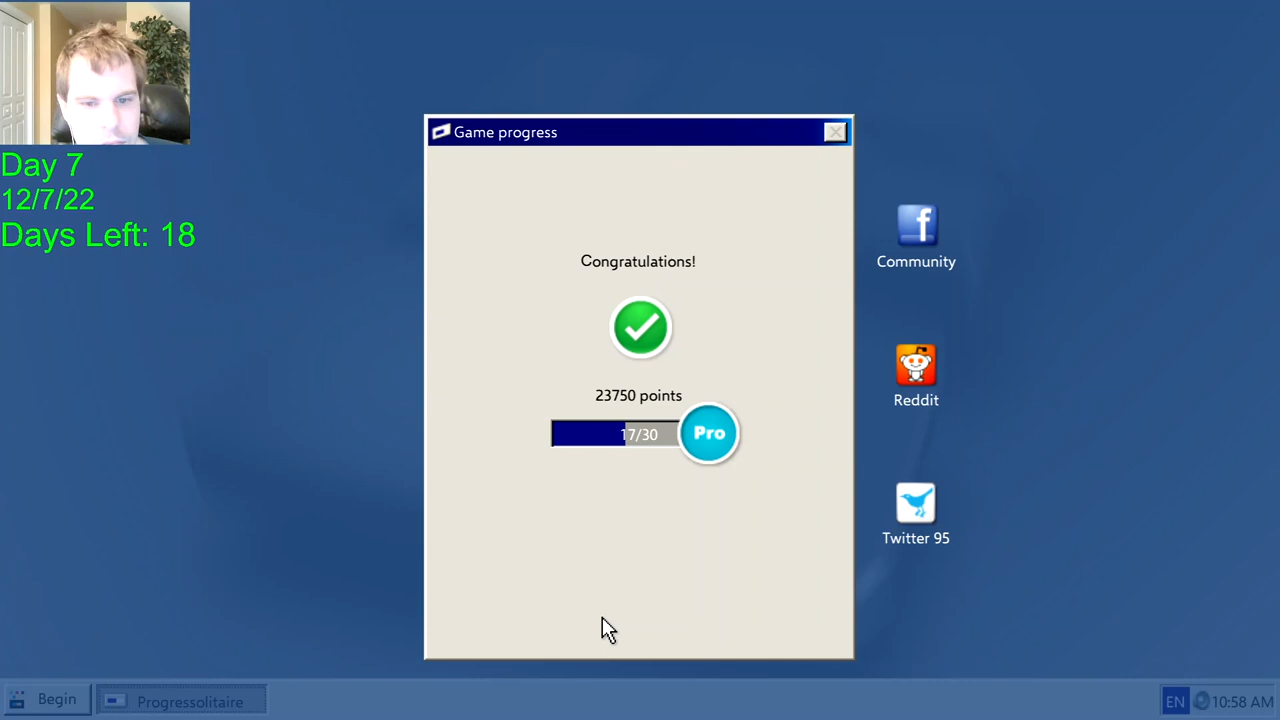 Day 7
12/7/22
Days Left: 18
Game progress
Congratulations!
23750 points
17/30
Pro
Community
Reddit
Twitter 95
Begin
Progressolitaire
EN
10:58 AM